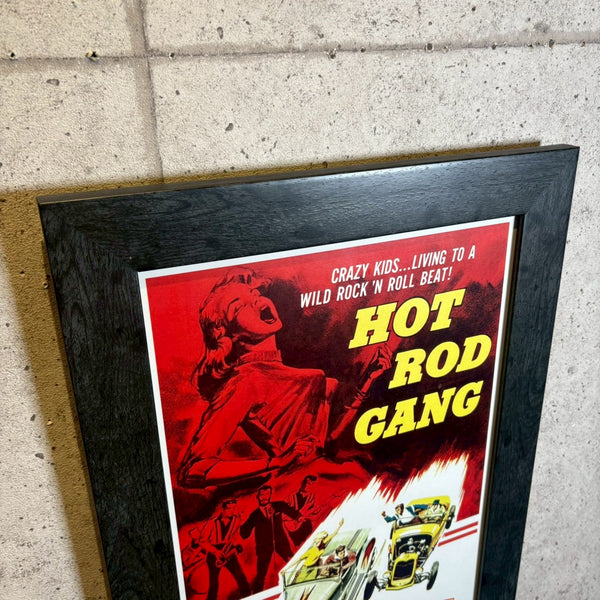 CRAZY KIDS...LIVING TO A
WILD ROCK 'N ROLL BEAT!
HOT
ROD
GANG